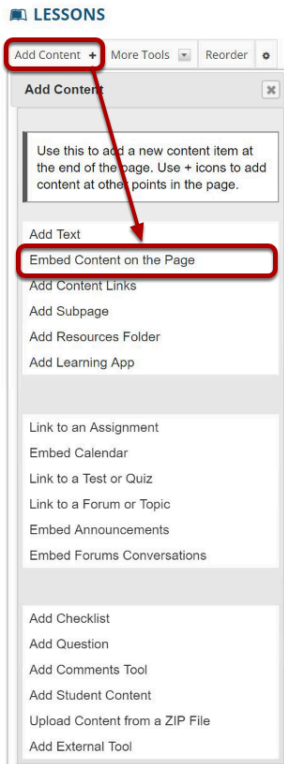 LESSONS
Add Content + More Tools Reorder
Add Content
Use this to add a new content item at
the end of the page. Use + icons to add
content at other points in the page.
Add Text
Embed Content on the Page
Add Content Links
Add Subpage
Add Resources Folder
Add Learning App
Link to an Assignment
Embed Calendar
Link to a Test or Quiz
Link to a Forum or Topic
Embed Announcements
Embed Forums Conversations
Add Checklist
Add Question
Add Comments Tool
Add Student Content
Upload Content from a ZIP File
Add External Tool